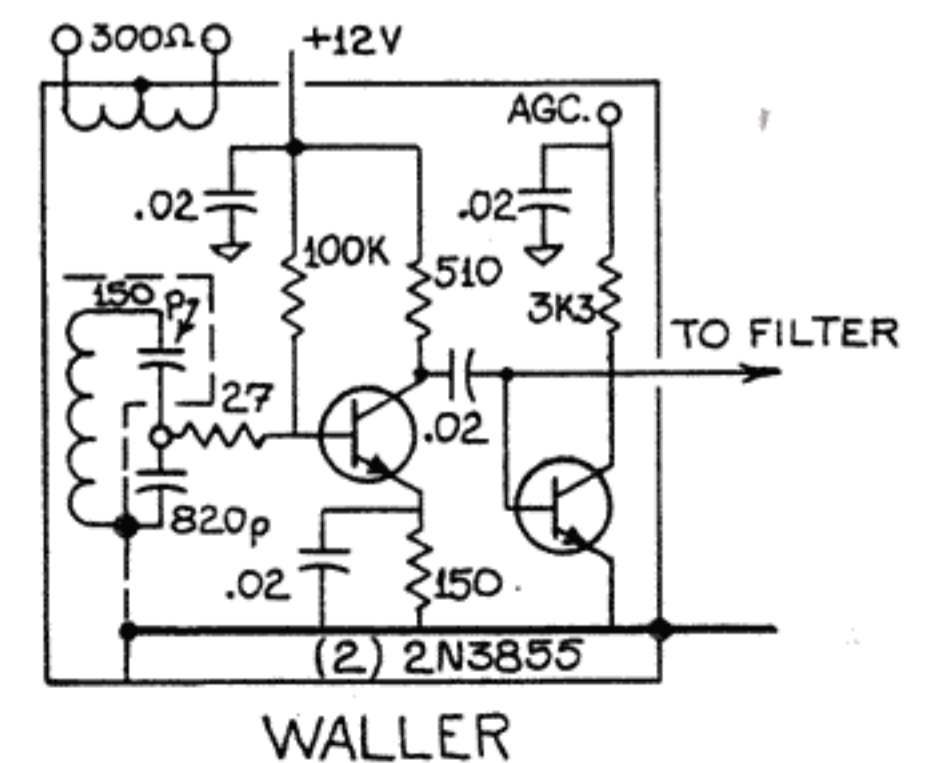 300Ω
+12V
AGC.
.02
.02
100K
510
3K3
150 p
TO FILTER
27
.02
820p
.02
150
(2) 2N3855
WALLER